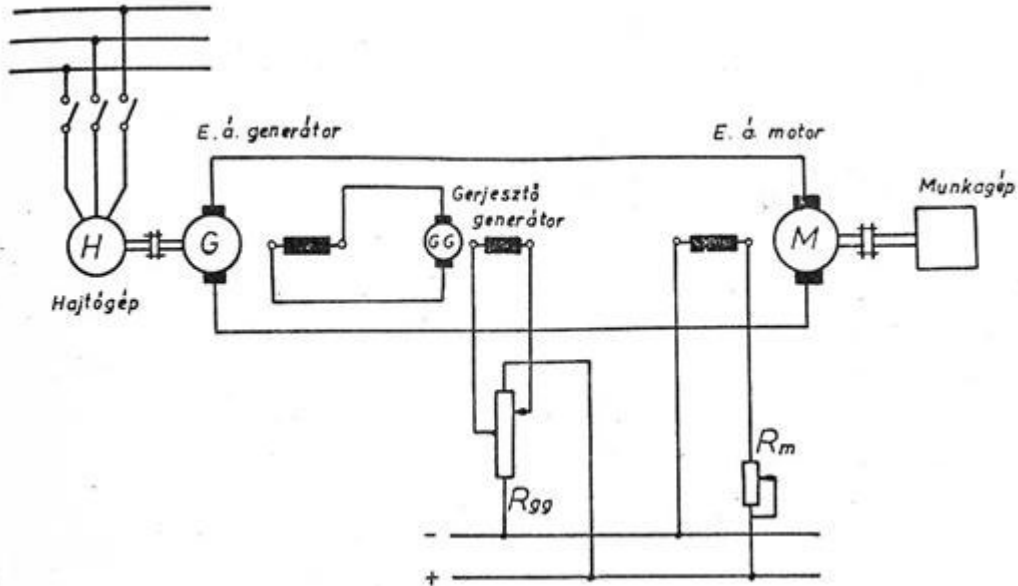 E. á. generátor
E. á. motor
Gerjesztő
generátor
Munkagép
H
G
GG
M
Hajtógép
Rm
Rgg
-
+